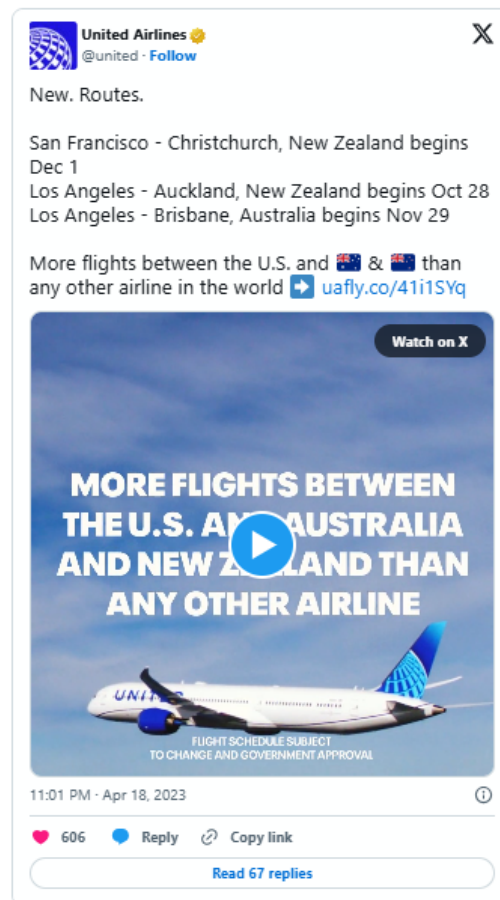 United Airlines
@united · Follow
New. Routes.
San Francisco - Christchurch, New Zealand begins
Dec 1
Los Angeles - Auckland, New Zealand begins Oct 28
Los Angeles - Brisbane, Australia begins Nov 29
More flights between the U.S. and 🇦🇺 & 🇳🇿 than
any other airline in the world ➡️ uafly.co/41i1SYq
Watch on X
MORE FLIGHTS BETWEEN
THE U.S. AND AUSTRALIA
AND NEW ZEALAND THAN
ANY OTHER AIRLINE
UNITED
FLIGHT SCHEDULE SUBJECT
TO CHANGE AND GOVERNMENT APPROVAL
11:01 PM · Apr 18, 2023
606 Reply Copy link
Read 67 replies